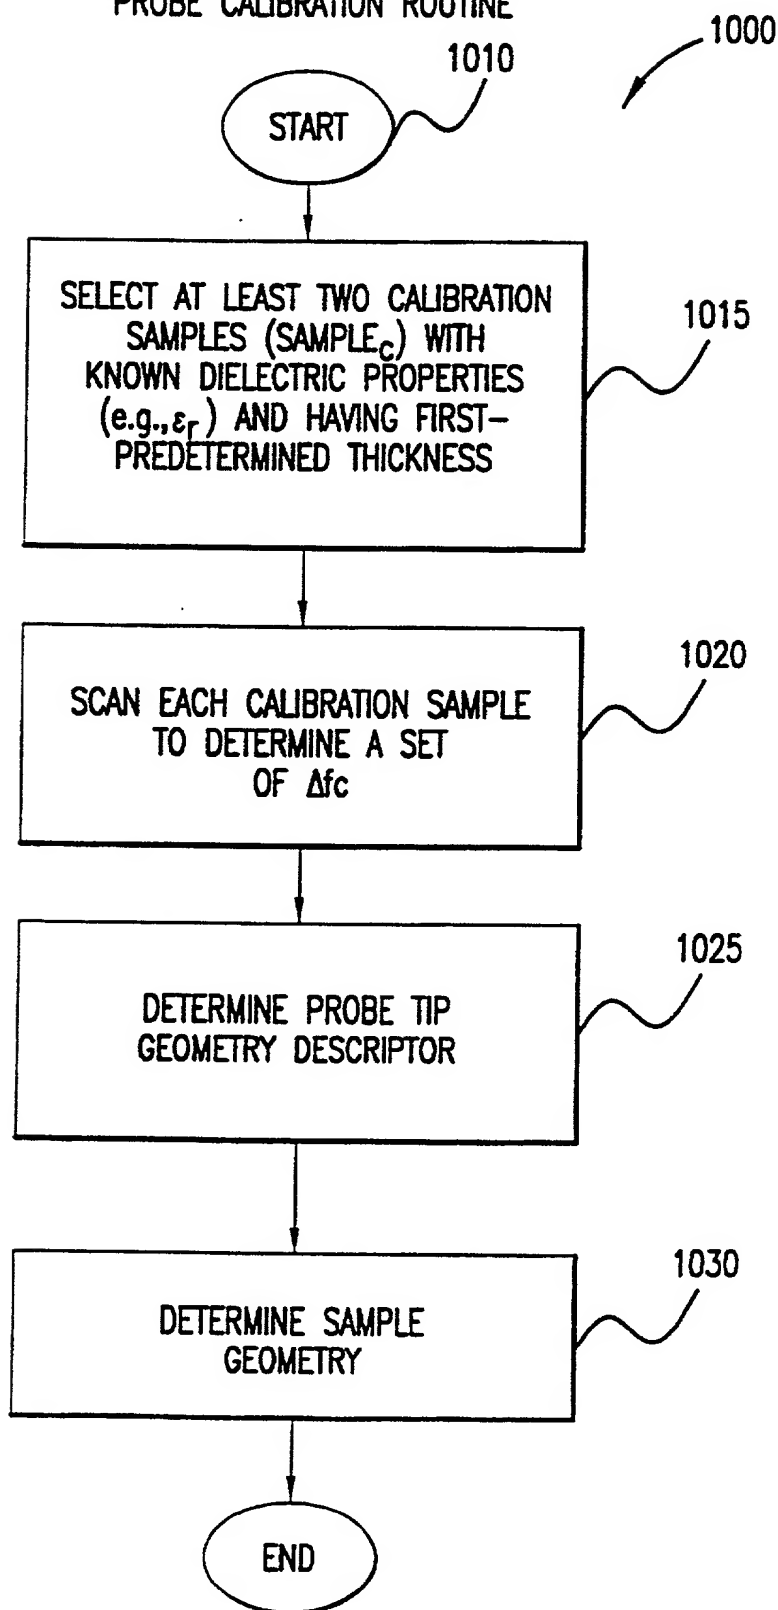 PROBE CALIBRATION ROUTINE
1000
1010
START
SELECT AT LEAST TWO CALIBRATION
SAMPLES (SAMPLEc) WITH
KNOWN DIELECTRIC PROPERTIES
(e.g.,εr) AND HAVING FIRST-
PREDETERMINED THICKNESS
1015
SCAN EACH CALIBRATION SAMPLE
TO DETERMINE A SET
OF Δfc
1020
DETERMINE PROBE TIP
GEOMETRY DESCRIPTOR
1025
DETERMINE SAMPLE
GEOMETRY
1030
END